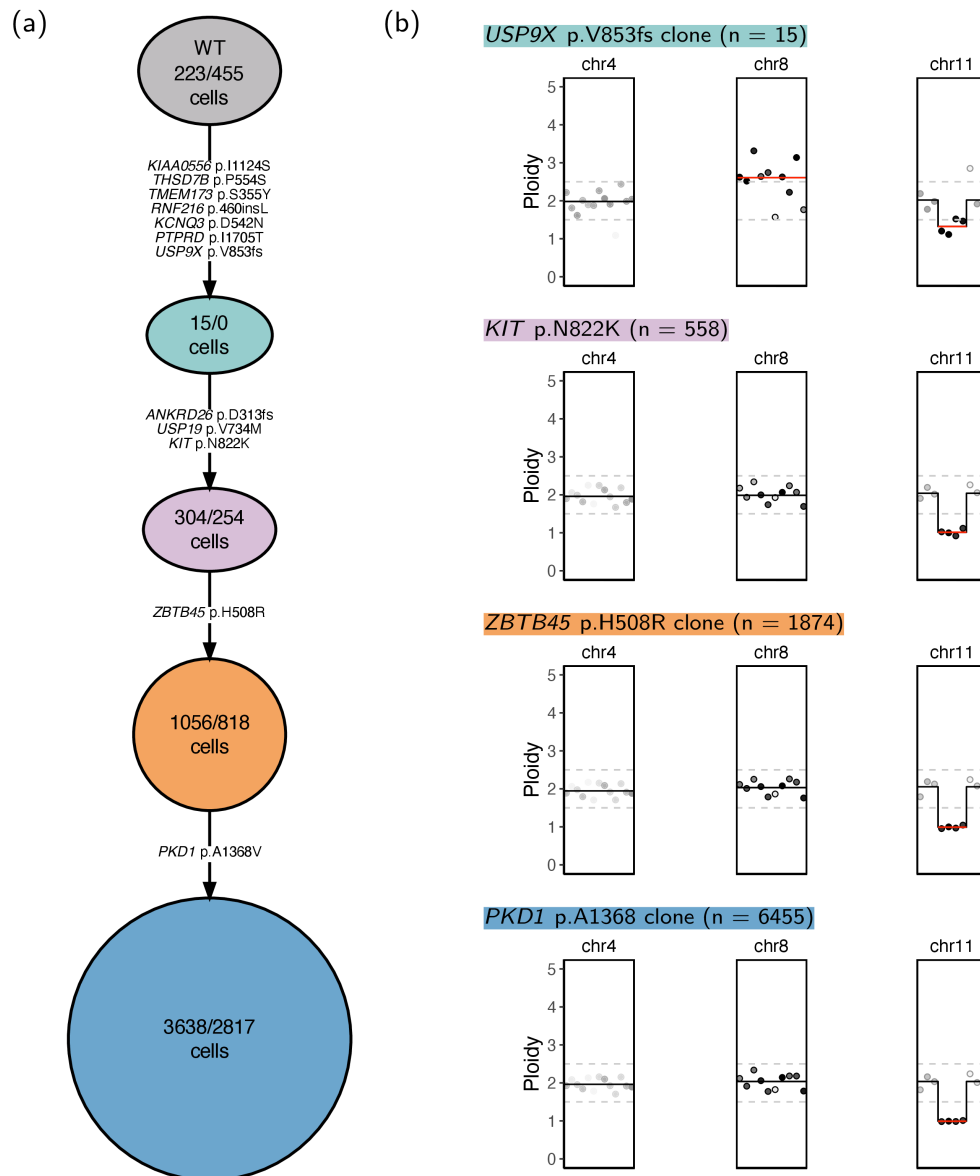 (a)
WT
223/455
cells
KIAA0556 p.I1124S
THSD7B p.P554S
TMEM173 p.S355Y
RNF216 p.460insL
KCNQ3 p.D542N
PTPRD p.I1705T
USP9X p.V853fs
15/0
cells
ANKRD26 p.D313fs
USP19 p.V734M
KIT p.N822K
304/254
cells
ZBTB45 p.H508R
1056/818
cells
PKD1 p.A1368V
3638/2817
cells
(b)
USP9X p.V853fs clone (n = 15)
chr4
chr8
chr11
Ploidy
5
4
3
2
1
0
KIT p.N822K (n = 558)
chr4
chr8
chr11
Ploidy
5
4
3
2
1
0
ZBTB45 p.H508R clone (n = 1874)
chr4
chr8
chr11
Ploidy
5
4
3
2
1
0
PKD1 p.A1368 clone (n = 6455)
chr4
chr8
chr11
Ploidy
5
4
3
2
1
0